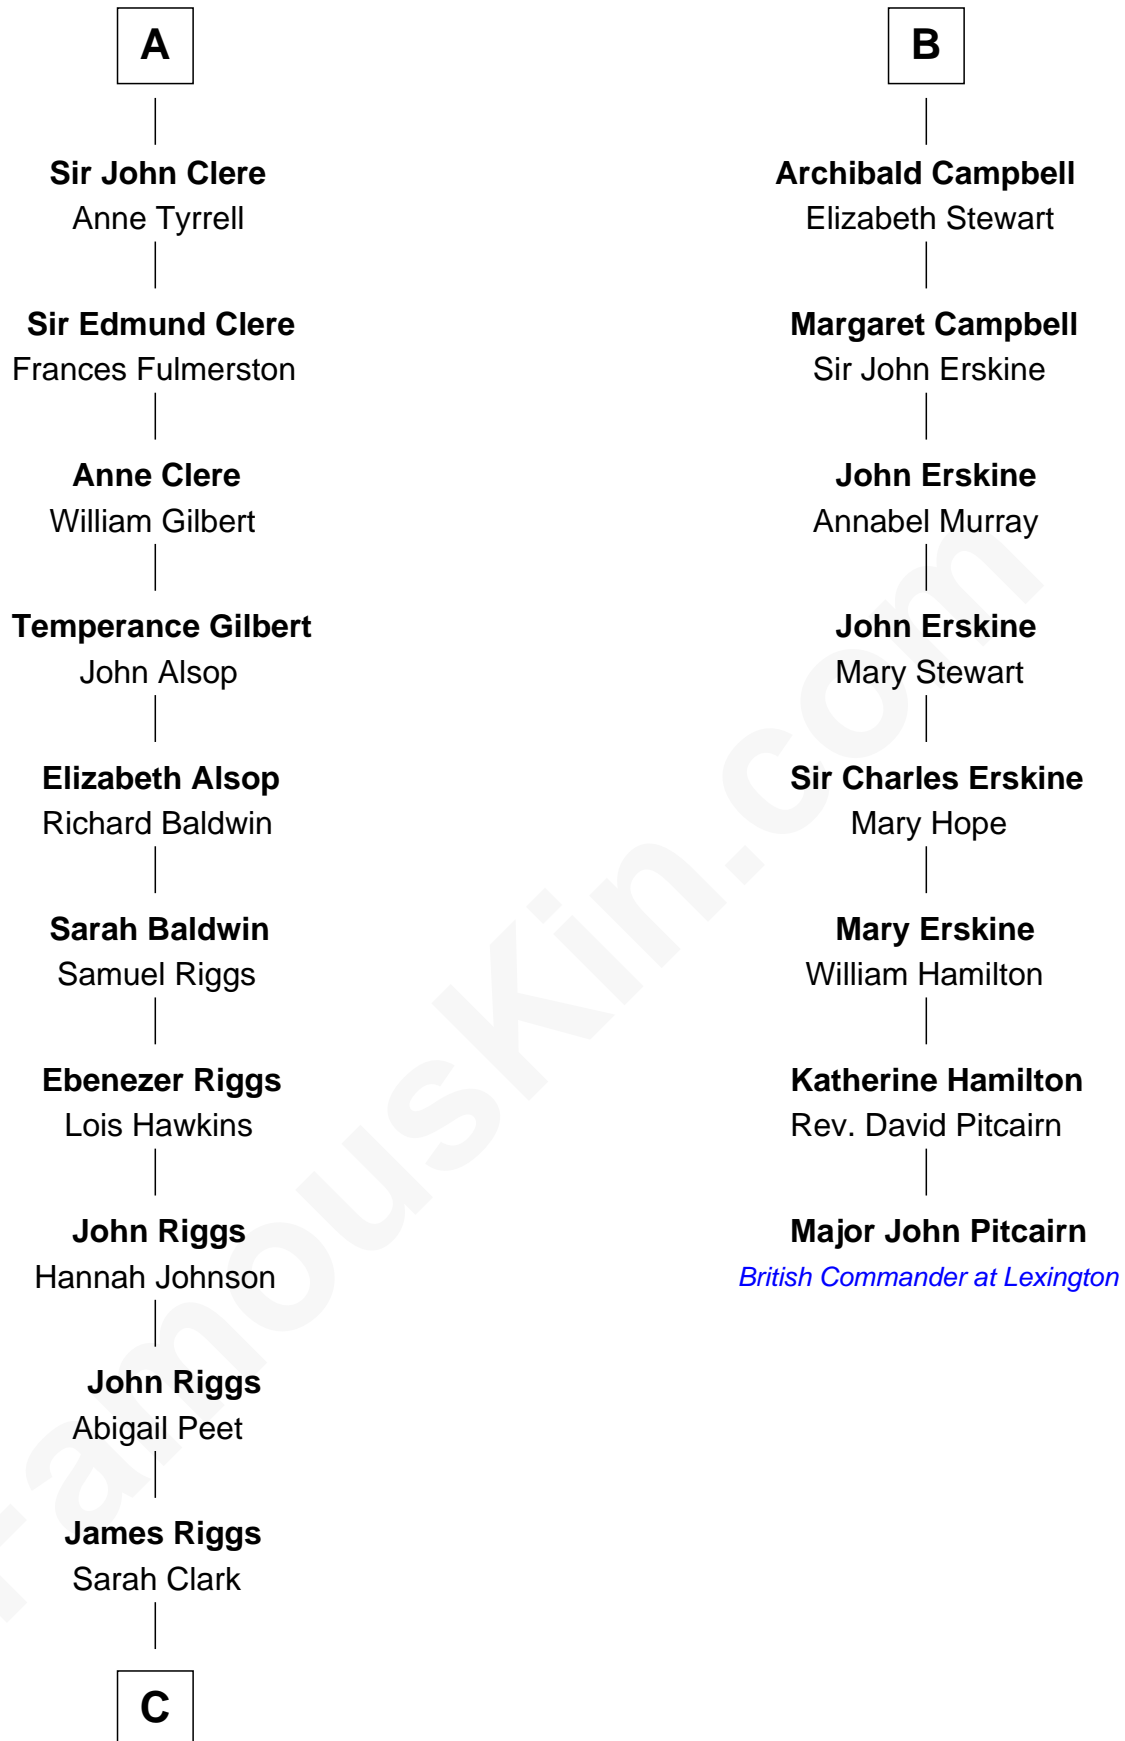 A
Sir John Clere
Anne Tyrrell
Sir Edmund Clere
Frances Fulmerston
Anne Clere
William Gilbert
Temperance Gilbert
John Alsop
Elizabeth Alsop
Richard Baldwin
Sarah Baldwin
Samuel Riggs
Ebenezer Riggs
Lois Hawkins
John Riggs
Hannah Johnson
John Riggs
Abigail Peet
James Riggs
Sarah Clark
C
B
Archibald Campbell
Elizabeth Stewart
Margaret Campbell
Sir John Erskine
John Erskine
Annabel Murray
John Erskine
Mary Stewart
Sir Charles Erskine
Mary Hope
Mary Erskine
William Hamilton
Katherine Hamilton
Rev. David Pitcairn
Major John Pitcairn
British Commander at Lexington
FamousKin.com